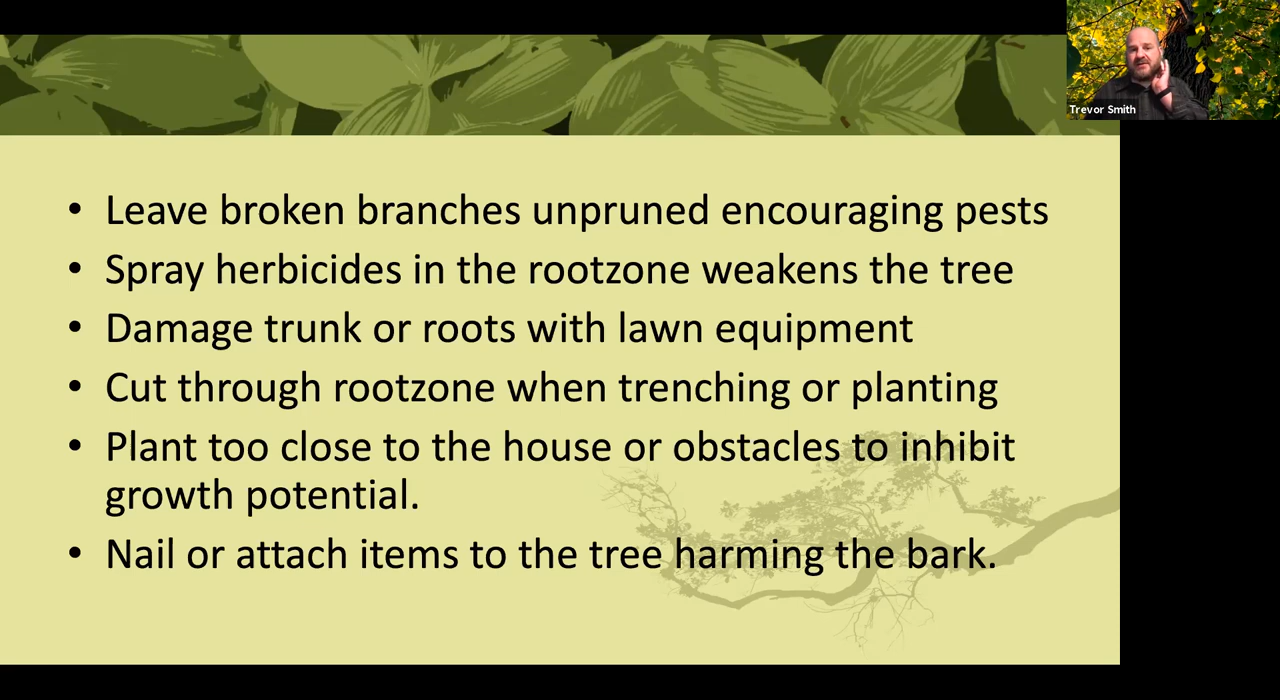 Trevor Smith
• Leave broken branches unpruned encouraging pests
• Spray herbicides in the rootzone weakens the tree
• Damage trunk or roots with lawn equipment
• Cut through rootzone when trenching or planting
• Plant too close to the house or obstacles to inhibit
growth potential.
• Nail or attach items to the tree harming the bark.